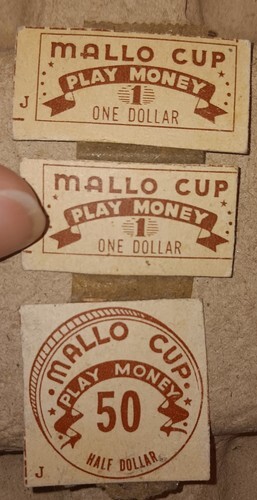 MALLO CUP
PLAY MONEY
1
J
ONE DOLLAR
MALLO CUP
PLAY MONEY
1
ONE DOLLAR
MALLO CUP
PLAY MONEY
50
HALF DOLLAR
J